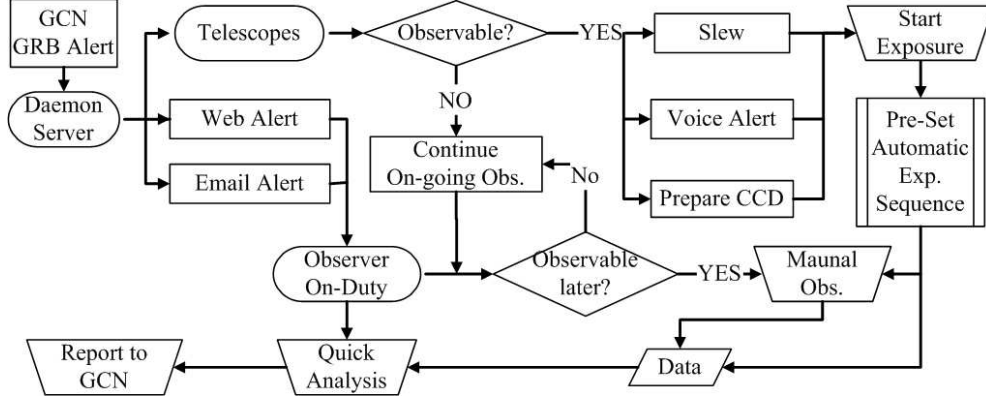 GCN
GRB Alert
Telescopes
Observable?
YES
Slew
Start
Exposure
Daemon
Server
Web Alert
NO
Voice Alert
Pre-Set
Automatic
Exp.
Sequence
Continue
On-going Obs.
Email Alert
No
Prepare CCD
Observer
On-Duty
Observable
later?
YES
Maunal
Obs.
Report to
GCN
Quick
Analysis
Data